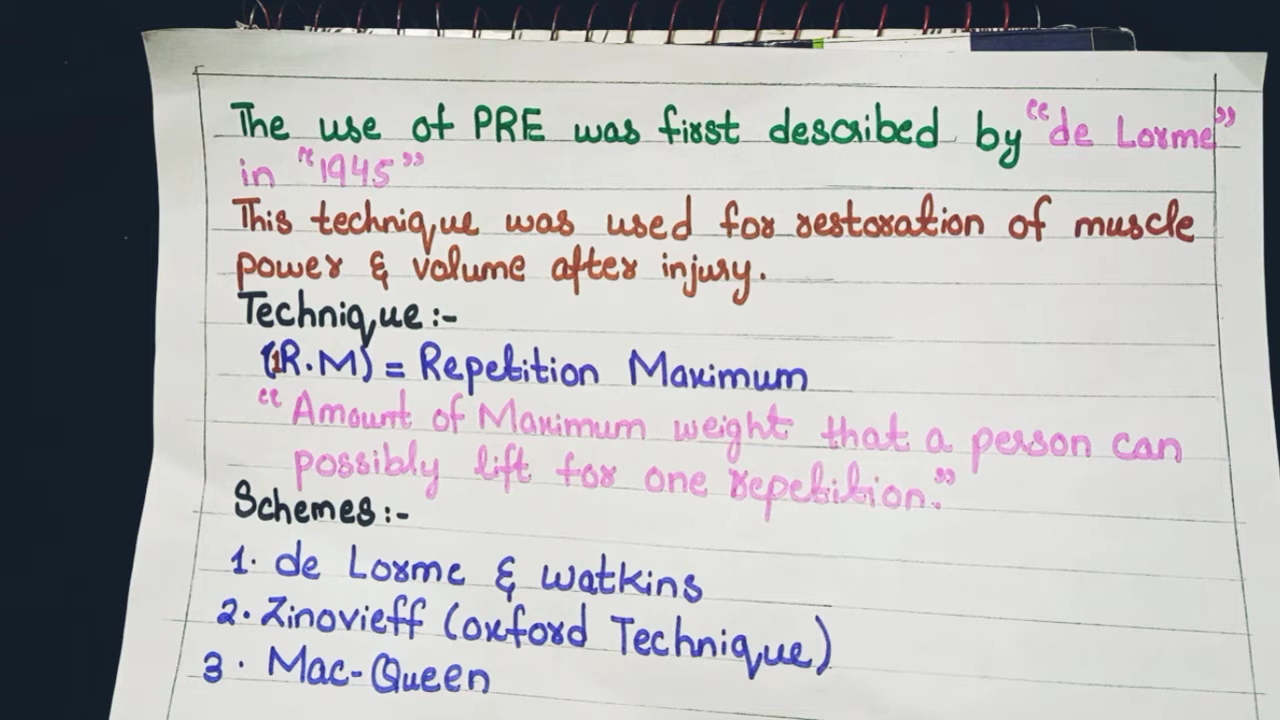 The use of PRE was first described by "de Lorme"
in "1945"
This technique was used for restoration of muscle
power & volume after injury.
Technique:-
(1R.M) = Repetition Maximum
"Amount of Maximum weight that a person can
possibly lift for one repetition."
Schemes:-
1. de Lorme & Watkins
2. Zinovieff (oxford Technique)
3. Mac-Queen